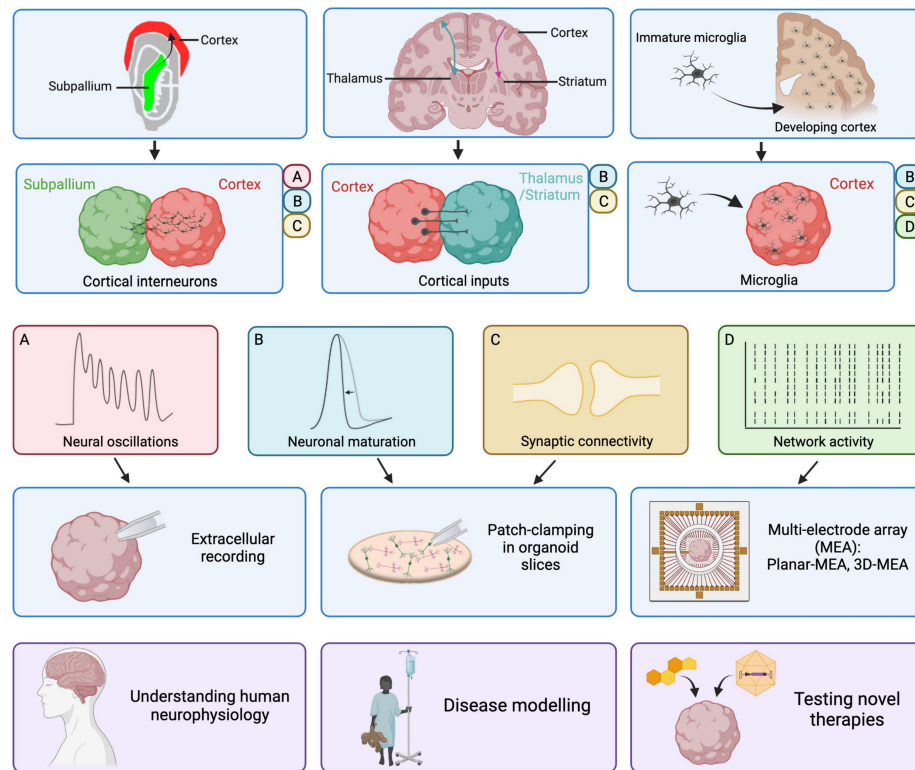 Cortex
Subpallium
Cortex
Thalamus
Striatum
Immature microglia
Developing cortex
Subpallium
Cortex
A
B
C
Cortical interneurons
Cortex
Thalamus
/Striatum
B
C
Cortical inputs
Cortex
B
C
D
Microglia
A
Neural oscillations
B
Neuronal maturation
C
Synaptic connectivity
D
Network activity
Extracellular
recording
Patch-clamping
in organoid
slices
Multi-electrode array
(MEA):
Planar-MEA, 3D-MEA
Understanding human
neurophysiology
Disease modelling
Testing novel
therapies